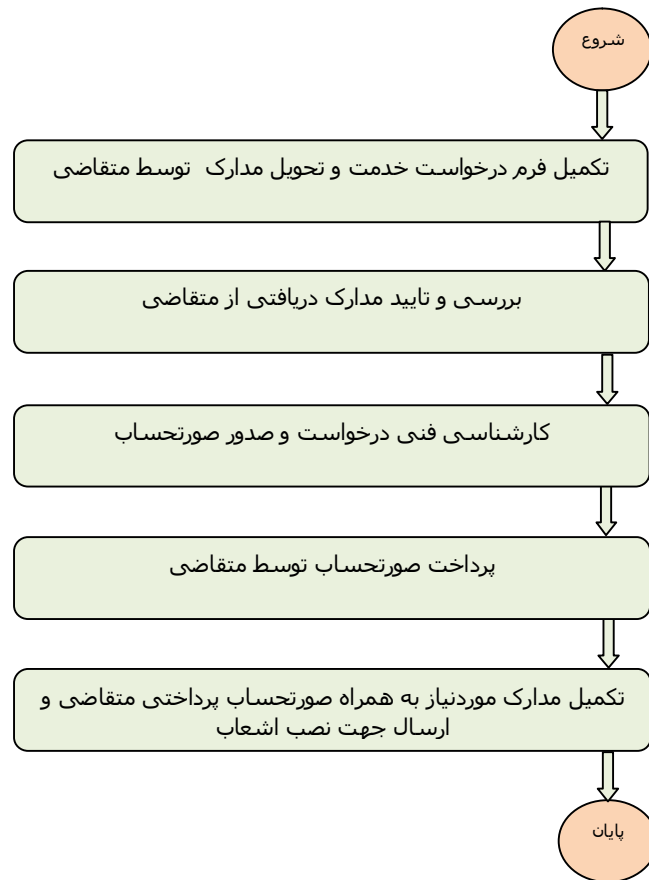 شروع
تکمیل فرم درخواست خدمت و تحویل مدارک توسط متقاضی
بررسی و تایید مدارک دریافتی از متقاضی
کارشناسی فنی درخواست و صدور صورتحساب
پرداخت صورتحساب توسط متقاضی
تکمیل مدارک موردنیاز به همراه صورتحساب پرداختی متقاضی و
ارسال جهت نصب اشعاب
پایان